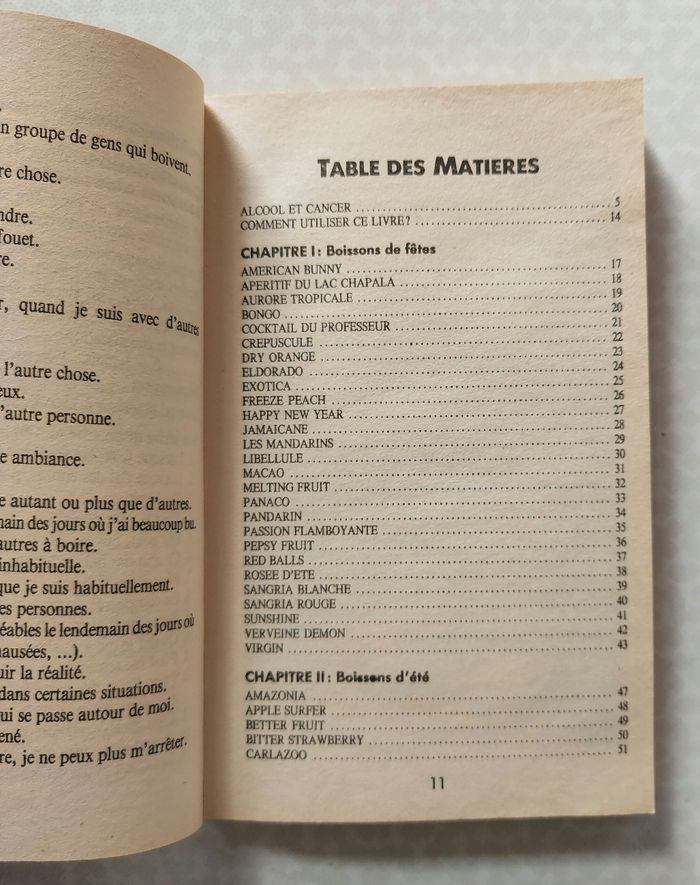 n groupe de gens qui boivent.
re chose.
ndre.
fouet.
re.
r, quand je suis avec d'autres
l'autre chose.
eux.
'autre personne.
e ambiance.
e autant ou plus que d'autres.
main des jours où j'ai beaucoup bu.
autres à boire.
inhabituelle.
que je suis habituellement.
es personnes.
éables le lendemain des jours où
nausées, ...).
uir la réalité.
dans certaines situations.
ui se passe autour de moi.
ené.
re, je ne peux plus m'arrêter.
TABLE DES MATIERES
ALCOOL ET CANCER ........ 5
COMMENT UTILISER CE LIVRE? ........ 14
CHAPITRE I : Boissons de fêtes
AMERICAN BUNNY ........ 17
APERITIF DU LAC CHAPALA ........ 18
AURORE TROPICALE ........ 19
BONGO ........ 20
COCKTAIL DU PROFESSEUR ........ 21
CREPUSCULE ........ 22
DRY ORANGE ........ 23
ELDORADO ........ 24
EXOTICA ........ 25
FREEZE PEACH ........ 26
HAPPY NEW YEAR ........ 27
JAMAICANE ........ 28
LES MANDARINS ........ 29
LIBELLULE ........ 30
MACAO ........ 31
MELTING FRUIT ........ 32
PANACO ........ 33
PANDARIN ........ 34
PASSION FLAMBOYANTE ........ 35
PEPSY FRUIT ........ 36
RED BALLS ........ 37
ROSEE D'ETE ........ 38
SANGRIA BLANCHE ........ 39
SANGRIA ROUGE ........ 40
SUNSHINE ........ 41
VERVEINE DEMON ........ 42
VIRGIN ........ 43
CHAPITRE II : Boissons d'été
AMAZONIA ........ 47
APPLE SURFER ........ 48
BETTER FRUIT ........ 49
BITTER STRAWBERRY ........ 50
CARLAZOO ........ 51
11